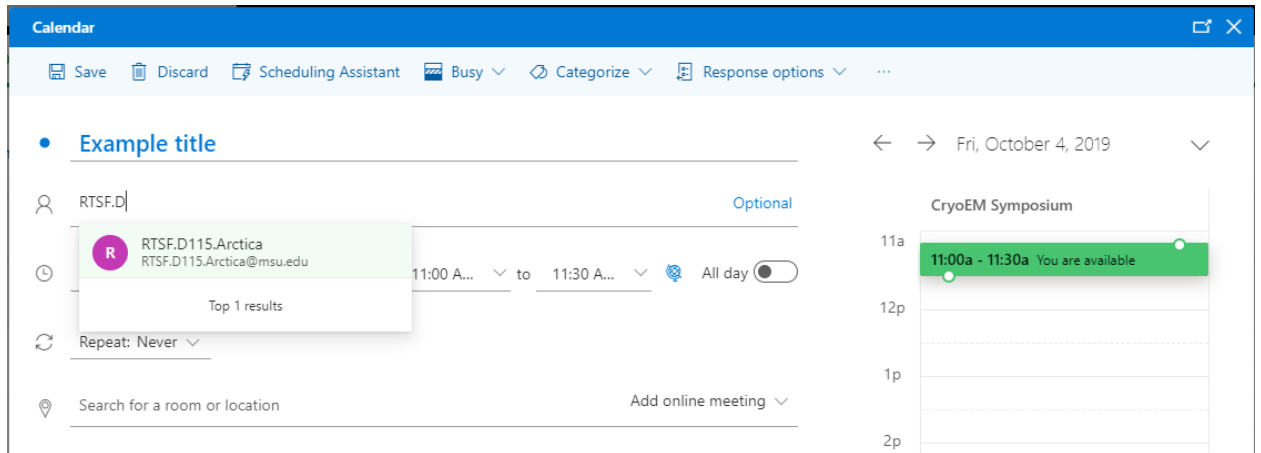 Calendar
Save Discard Scheduling Assistant Busy Categorize Response options ...
Example title
RTSF.D
Optional
R
RTSF.D115.Arctica
RTSF.D115.Arctica@msu.edu
Top 1 results
11:00 A... to 11:30 A... All day
Repeat: Never
Search for a room or location
Add online meeting
Fri, October 4, 2019
CryoEM Symposium
11a
11:00a - 11:30a You are available
12p
1p
2p